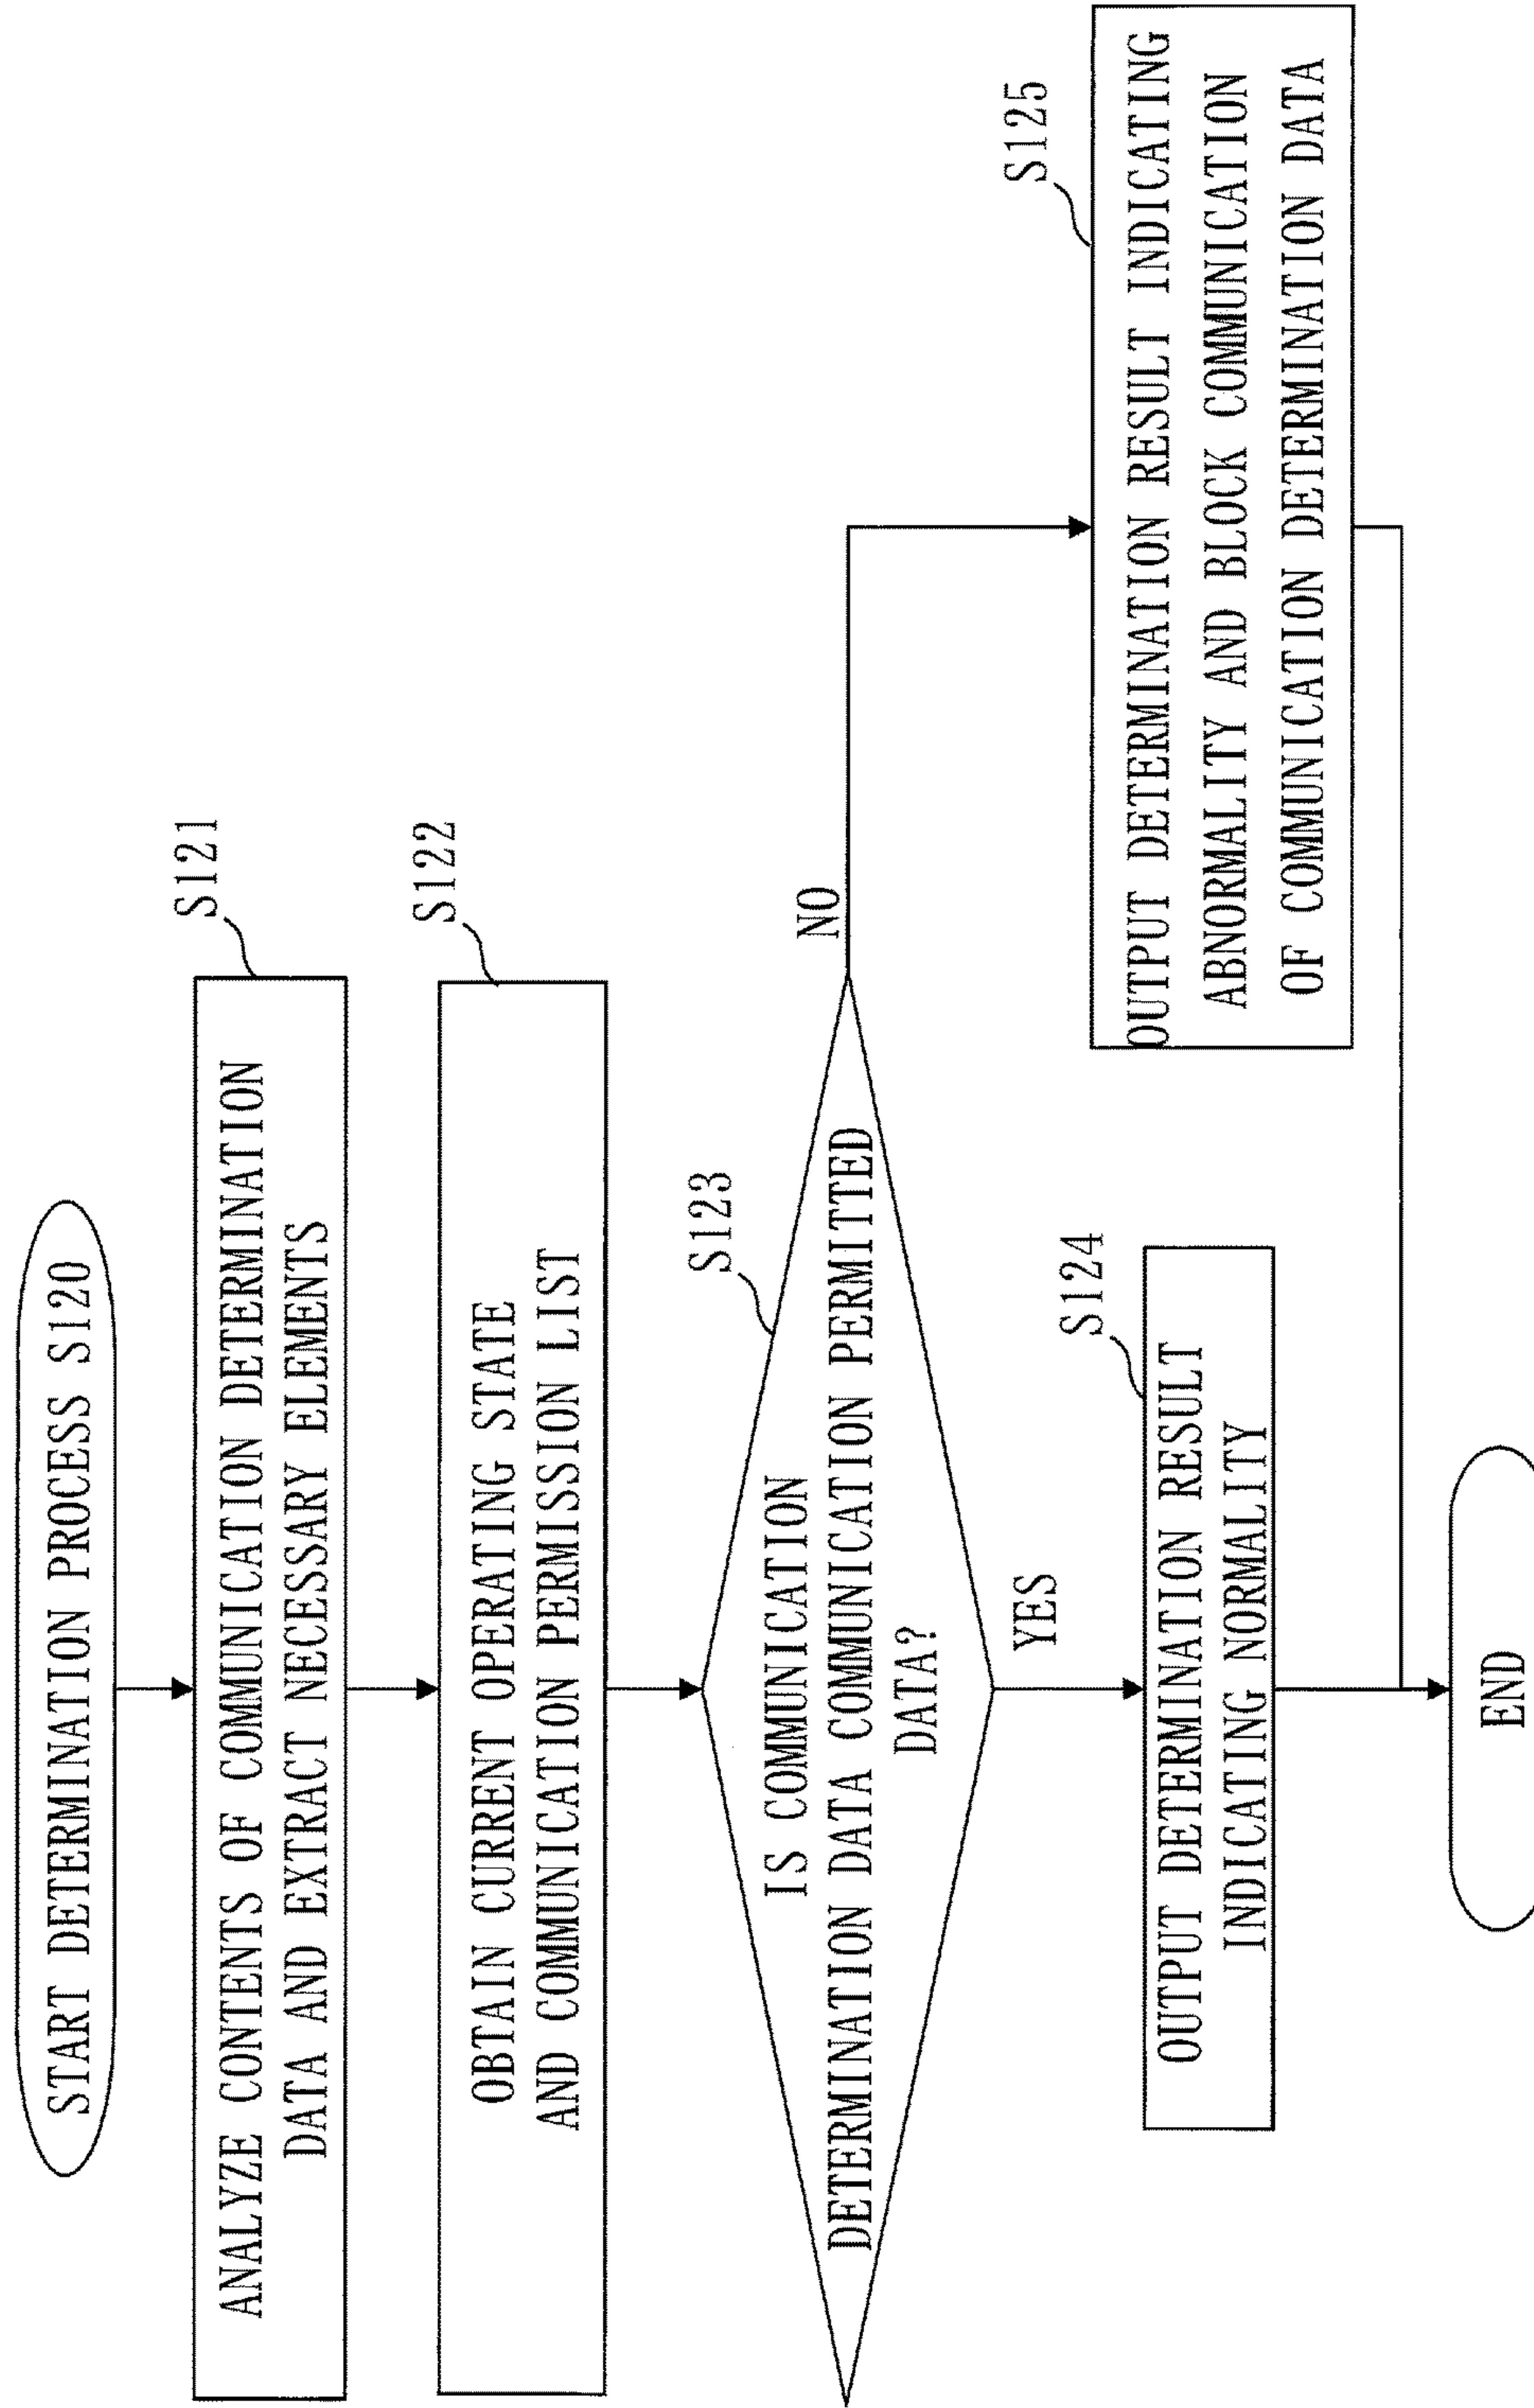 START DETERMINATION PROCESS S120
S121
ANALYZE CONTENTS OF COMMUNICATION DETERMINATION
DATA AND EXTRACT NECESSARY ELEMENTS
S122
OBTAIN CURRENT OPERATING STATE
AND COMMUNICATION PERMISSION LIST
S123
IS COMMUNICATION
DETERMINATION DATA COMMUNICATION PERMITTED
DATA?
NO
YES
S124
OUTPUT DETERMINATION RESULT
INDICATING NORMALITY
S125
OUTPUT DETERMINATION RESULT INDICATING
ABNORMALITY AND BLOCK COMMUNICATION
OF COMMUNICATION DETERMINATION DATA
END